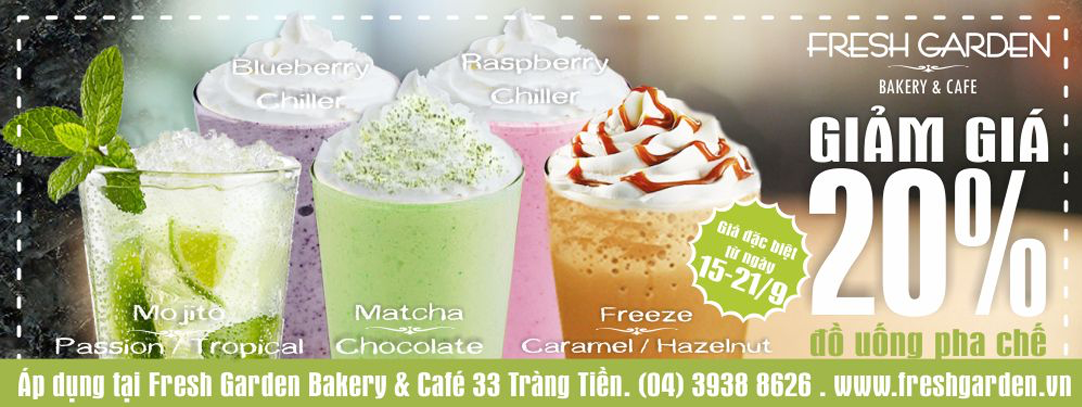 Blueberry
Chiller
Raspberry
Chiller
FRESH GARDEN
BAKERY & CAFE
GIẢM GIÁ
20%
đồ uống pha chế
Giá đặc biệt
từ ngày
15-21/9
Mojito
Passion / Tropical
Matcha
Chocolate
Freeze
Caramel / Hazelnut
Áp dụng tại Fresh Garden Bakery & Café 33 Tràng Tiền. (04) 3938 8626 . www.freshgarden.vn